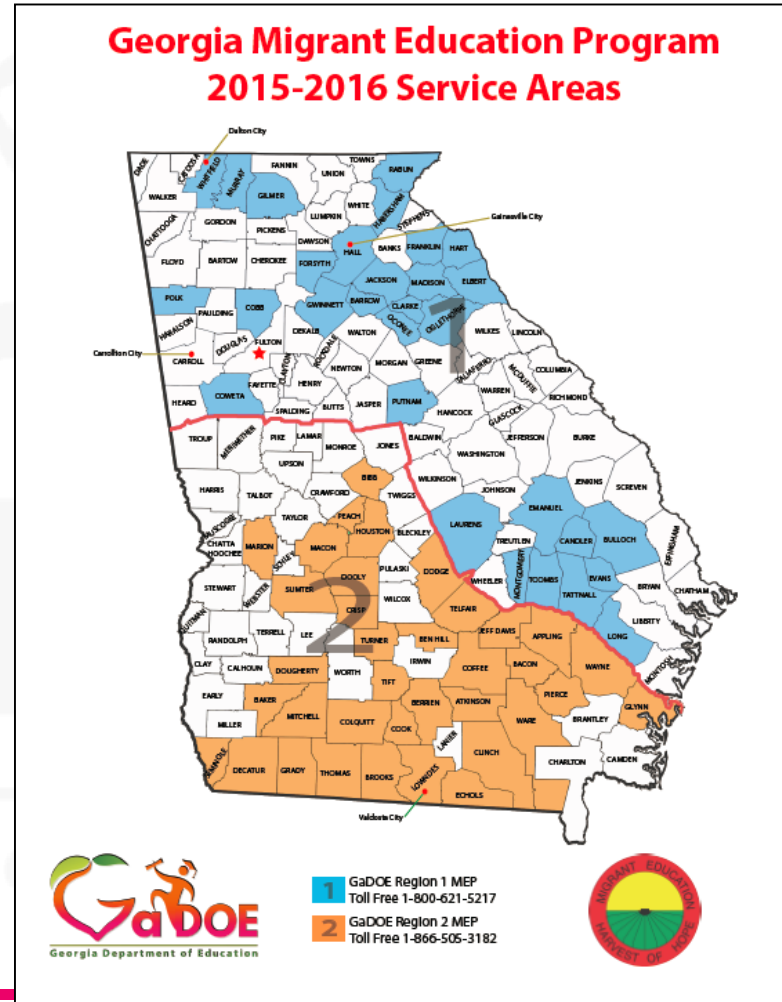 Georgia Migrant Education Program
2015-2016 Service Areas
Dalton City
DADE
CATOOSA
WHITFIELD
MURRAY
FANNIN
TOWNS
UNION
RABUN
WALKER
GILMER
WHITE
HABERSHAM
LUMPKIN
STEPHENS
Gainesville City
CHATTOOGA
GORDON
PICKENS
DAWSON
HALL
BANKS
FRANKLIN
HART
FLOYD
BARTOW
CHEROKEE
FORSYTH
JACKSON
MADISON
ELBERT
POLK
PAULDING
COBB
GWINNETT
BARROW
CLARKE
OCONEE
OGLETHORPE
1
HARALSON
DOUGLAS
FULTON
DEKALB
ROCKDALE
WALTON
WILKES
LINCOLN
Carrollton City
CARROLL
CLAYTON
NEWTON
MORGAN
GREENE
TALIAFERRO
MCDUFFIE
COLUMBIA
HEARD
COWETA
FAYETTE
HENRY
WARREN
RICHMOND
SPALDING
BUTTS
JASPER
PUTNAM
HANCOCK
GLASCOCK
TROUP
MERIWETHER
PIKE
LAMAR
MONROE
JONES
BALDWIN
JEFFERSON
BURKE
UPSON
WASHINGTON
HARRIS
TALBOT
CRAWFORD
BIBB
TWIGGS
WILKINSON
JOHNSON
JENKINS
SCREVEN
MUSCOGIE
TAYLOR
PEACH
HOUSTON
BLECKLEY
LAURENS
EMANUEL
CHATTA
HOOCHEE
MARION
SCHLEY
MACON
TREUTLEN
CANDLER
BULLOCH
EFFINGHAM
STEWART
WEBSTER
SUMTER
DOOLY
PULASKI
DODGE
WHEELER
MONTGOMERY
TOOMBS
EVANS
TATTNALL
BRYAN
CHATHAM
QUITMAN
CRISP
2
WILCOX
TELFAIR
LIBERTY
RANDOLPH
TERRELL
LEE
TURNER
BEN HILL
JEFF DAVIS
APPLING
LONG
CLAY
CALHOUN
DOUGHERTY
WORTH
IRWIN
COFFEE
BACON
WAYNE
MCINTOSH
EARLY
BAKER
TIFT
BERRIEN
ATKINSON
PIERCE
GLYNN
MILLER
MITCHELL
COLQUITT
COOK
LANIER
WARE
BRANTLEY
SEMINOLE
DECATUR
GRADY
THOMAS
BROOKS
LOWNDES
CLINCH
ECHOLS
CHARLTON
CAMDEN
Valdosta City
GaDOE
Georgia Department of Education
1
GaDOE Region 1 MEP
Toll Free 1-800-621-5217
2
GaDOE Region 2 MEP
Toll Free 1-866-505-3182
MIGRANT EDUCATION
HARVEST OF HOPE